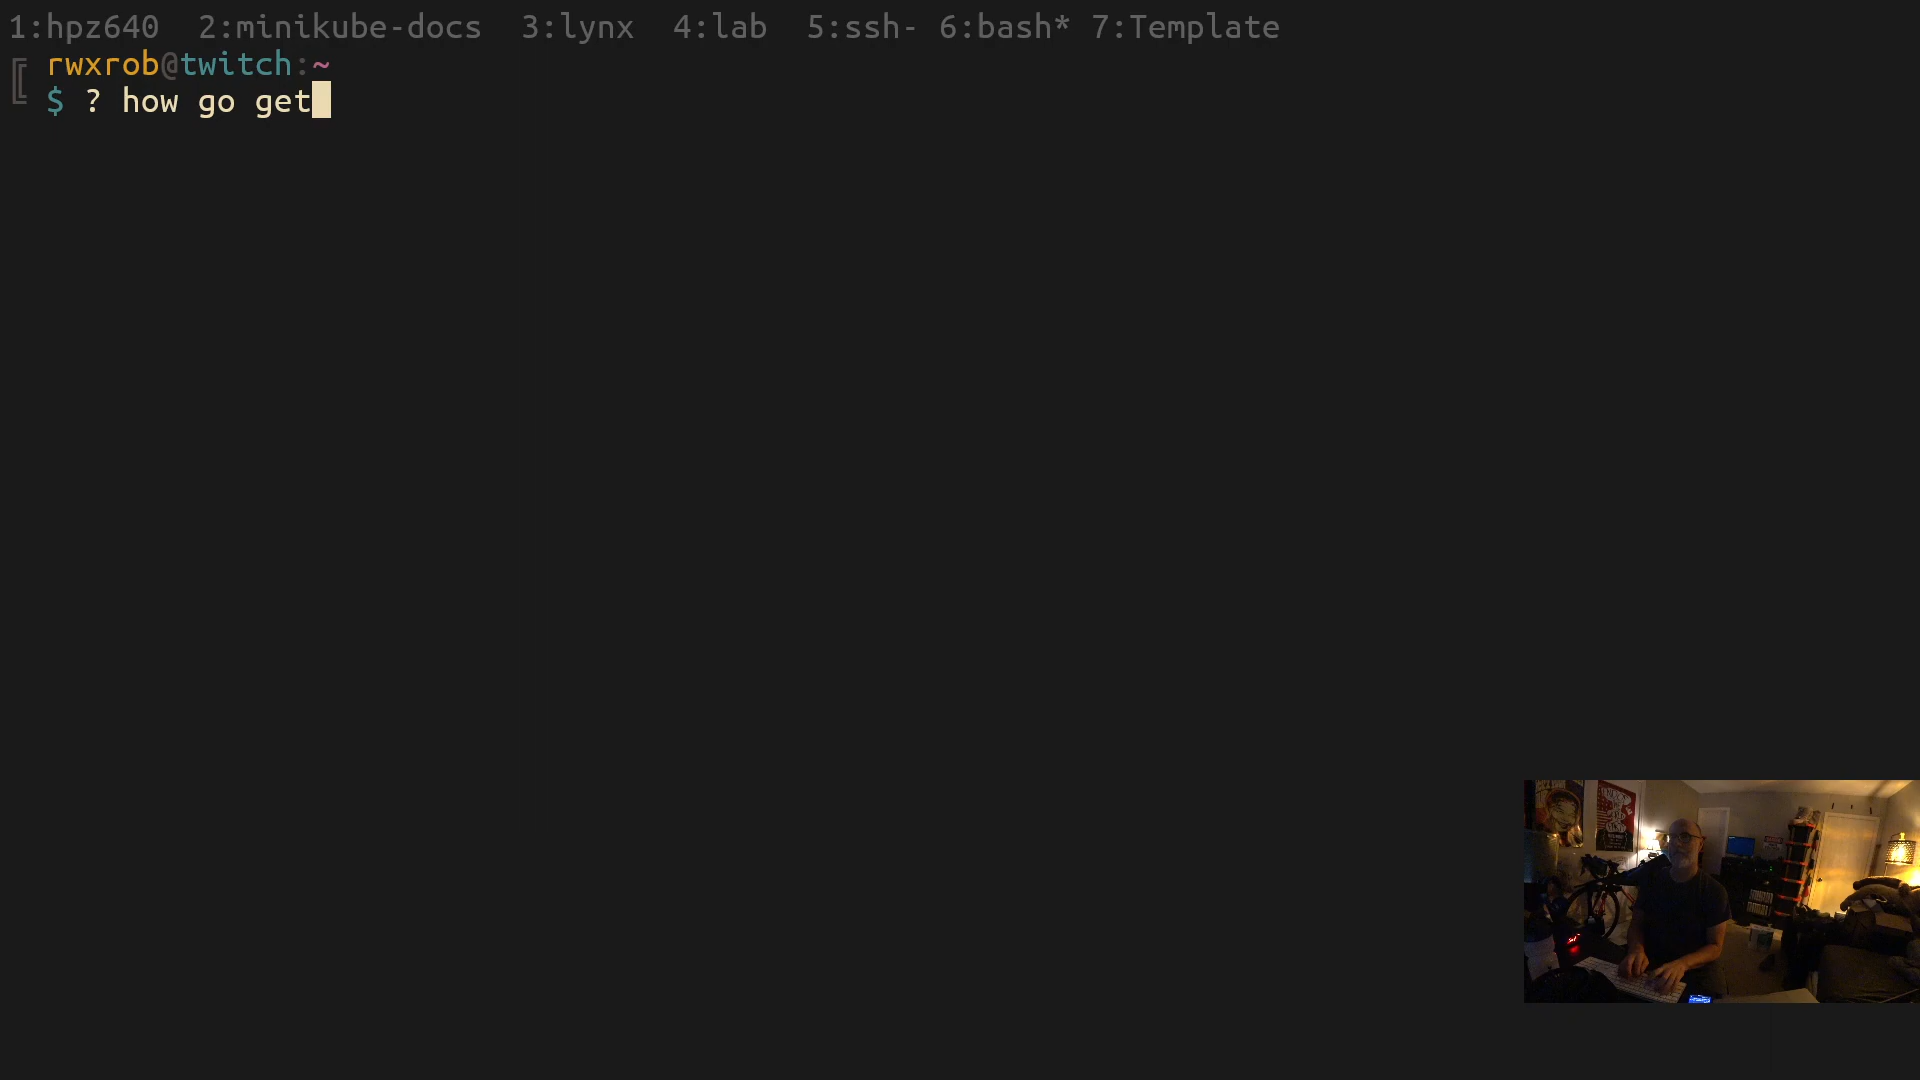 1:hpz640  2:minikube-docs  3:lynx  4:lab  5:ssh- 6:bash* 7:Template
rwxrob@twitch:~
$ ? how go get